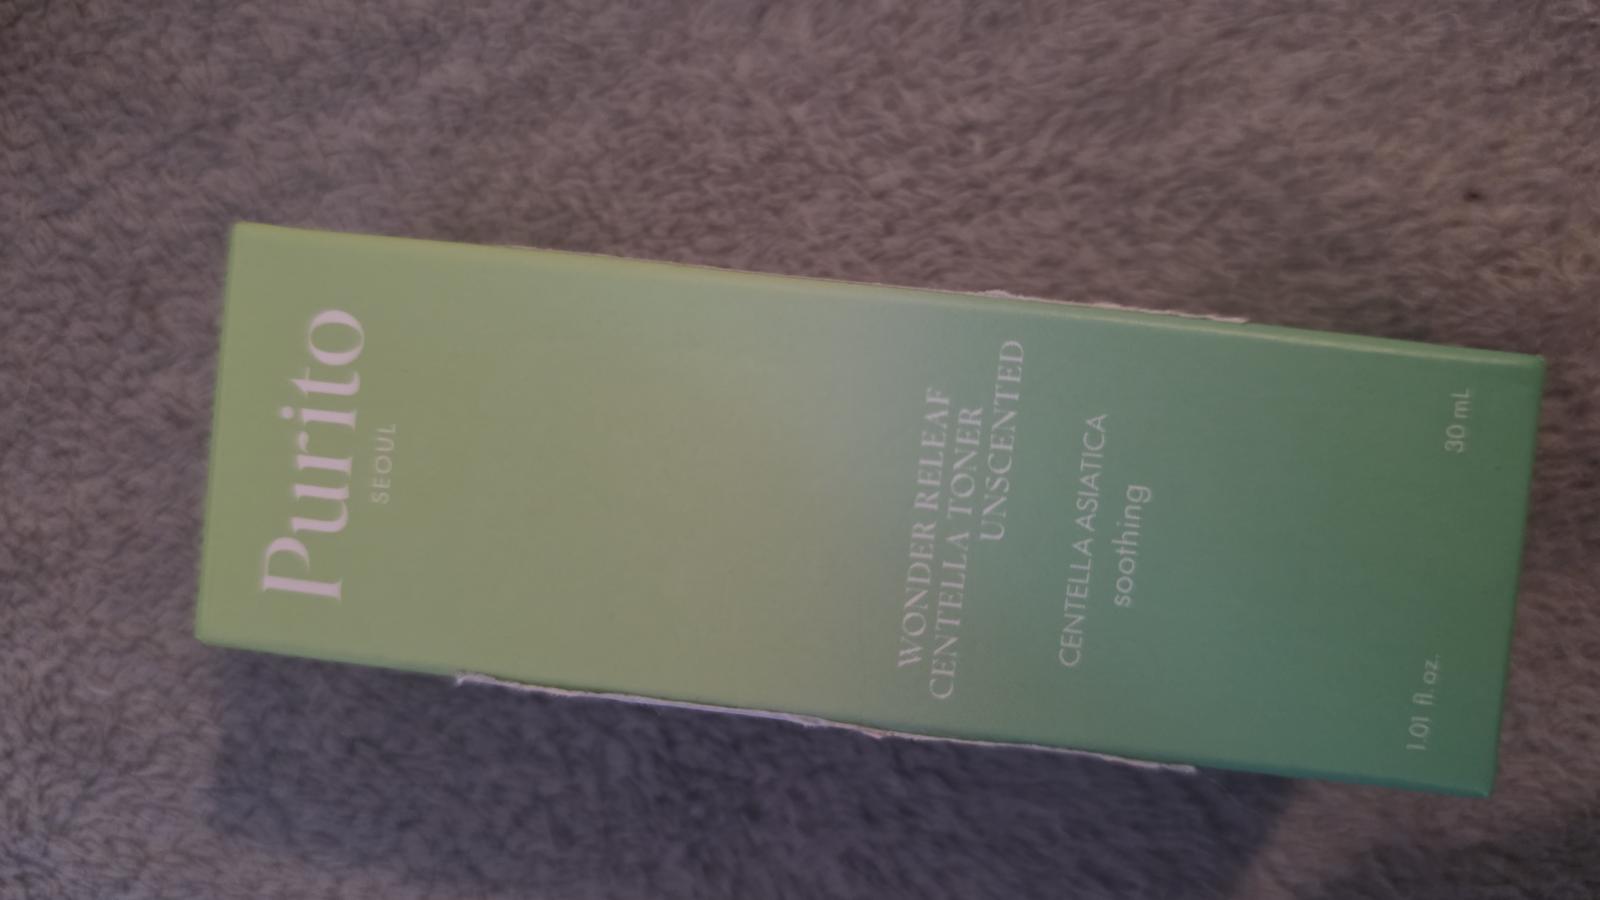 Purito
SEOUL
WONDER RELEAF
CENTELLA TONER
UNSCENTED
CENTELLA ASIATICA
soothing
1.01 fl.oz.
30 mL